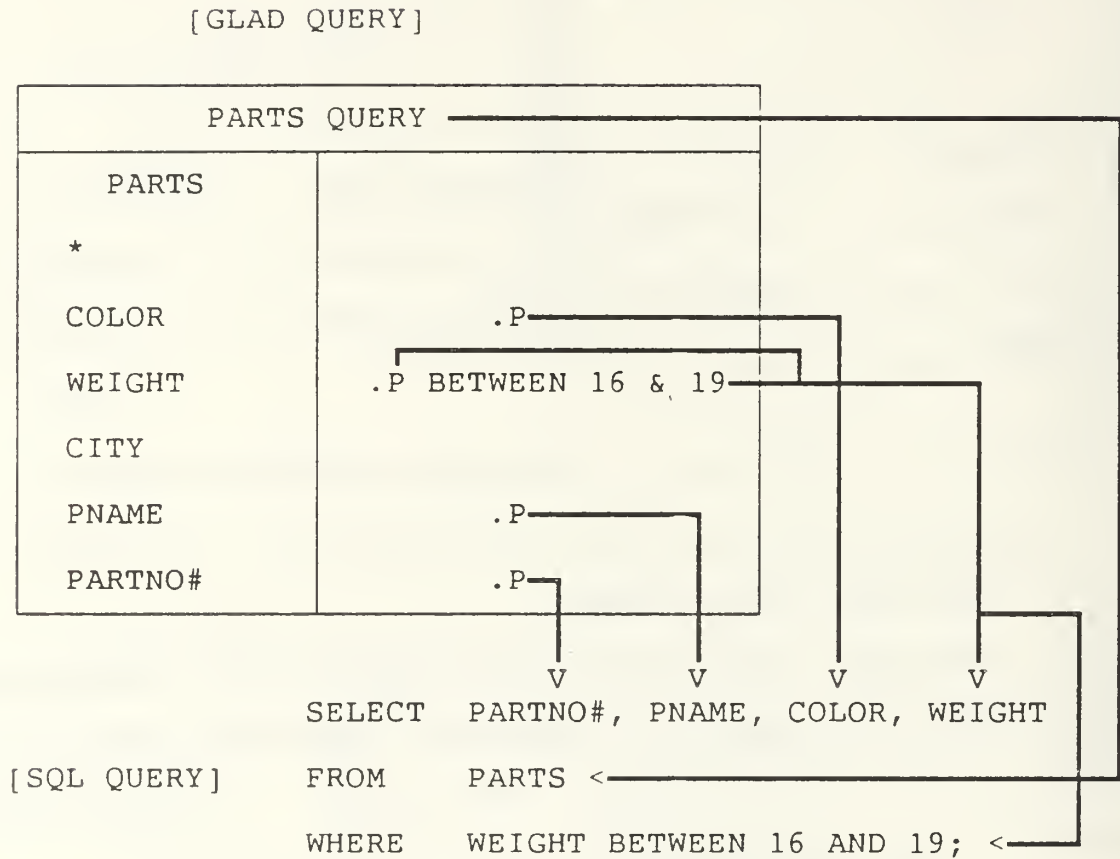 [GLAD QUERY]
PARTS QUERY
PARTS
*
COLOR .P
WEIGHT .P BETWEEN 16 & 19
CITY
PNAME .P
PARTNO# .P
V V V V
SELECT PARTNO#, PNAME, COLOR, WEIGHT
[SQL QUERY] FROM PARTS <
WHERE WEIGHT BETWEEN 16 AND 19; <